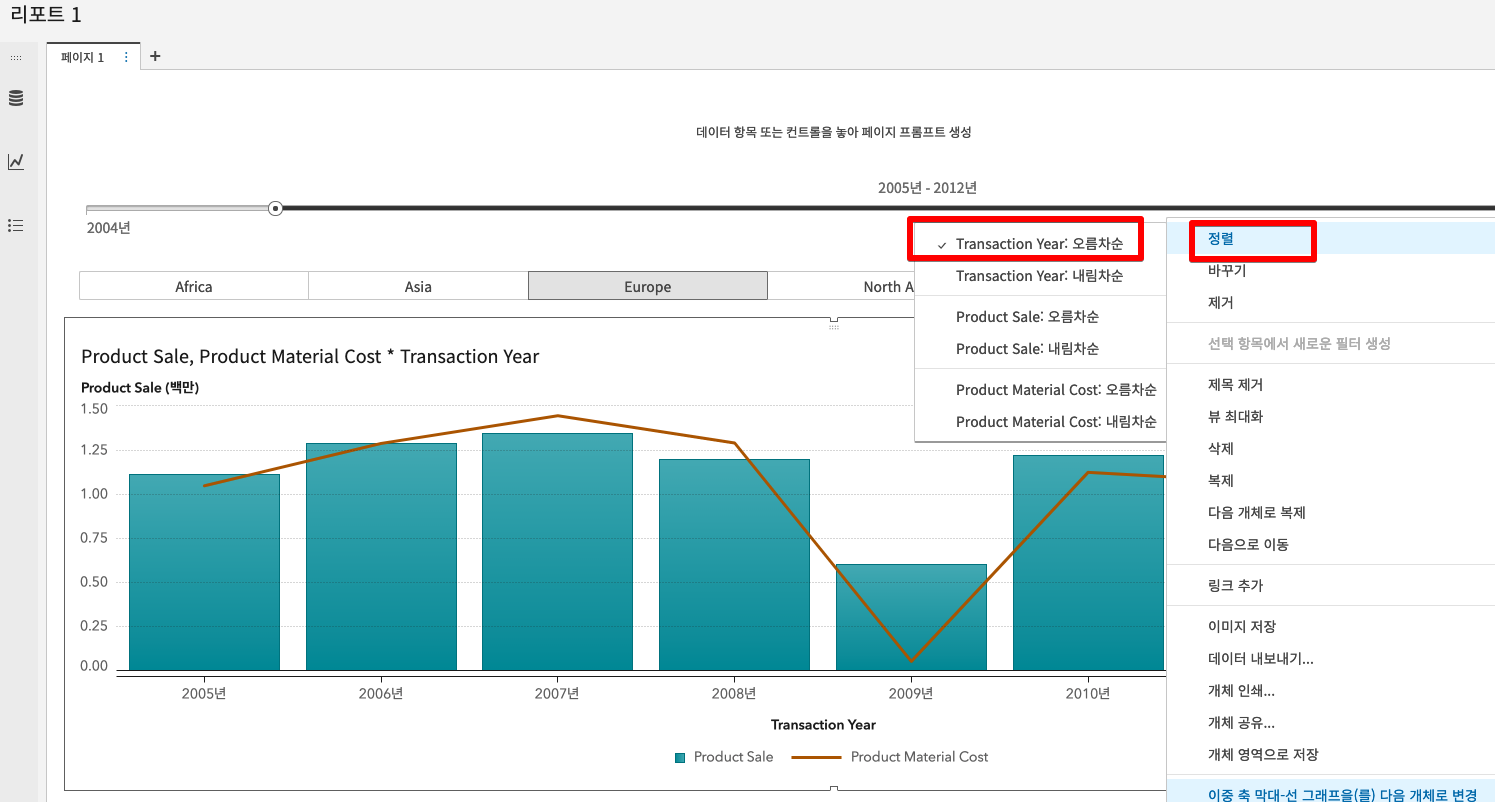 리포트 1
페이지 1
데이터 항목 또는 컨트롤을 놓아 페이지 프롬프트 생성
2005년 - 2012년
2004년
Africa
Asia
Europe
North A
Product Sale, Product Material Cost * Transaction Year
Product Sale (백만)
1.50
1.25
1.00
0.75
0.50
0.25
0.00
2005년
2006년
2007년
2008년
2009년
2010년
Transaction Year
Product Sale
Product Material Cost
Transaction Year: 오름차순
Transaction Year: 내림차순
Product Sale: 오름차순
Product Sale: 내림차순
Product Material Cost: 오름차순
Product Material Cost: 내림차순
정렬
바꾸기
제거
선택 항목에서 새로운 필터 생성
제목 제거
뷰 최대화
삭제
복제
다음 개체로 복제
다음으로 이동
링크 추가
이미지 저장
데이터 내보내기...
개체 인쇄...
개체 공유...
개체 영역으로 저장
이중 축 막대-선 그래프을(를) 다음 개체로 변경